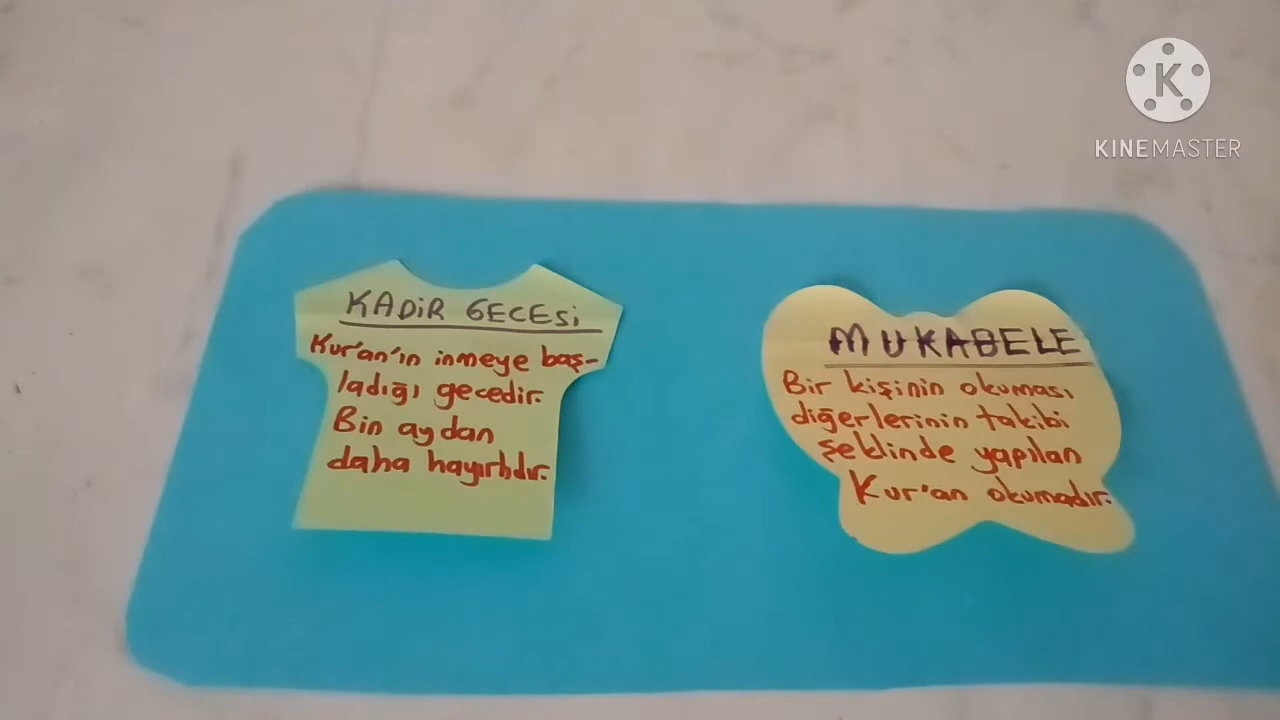 KINEMASTER
KADİR GECESİ
Kur'an'ın inmeye baş-
ladığı gecedir.
Bin aydan
daha hayırlıdır.
MUKABELE
Bir kişinin okuması
diğerlerinin takibi
şeklinde yapılan
Kur'an okumadır.